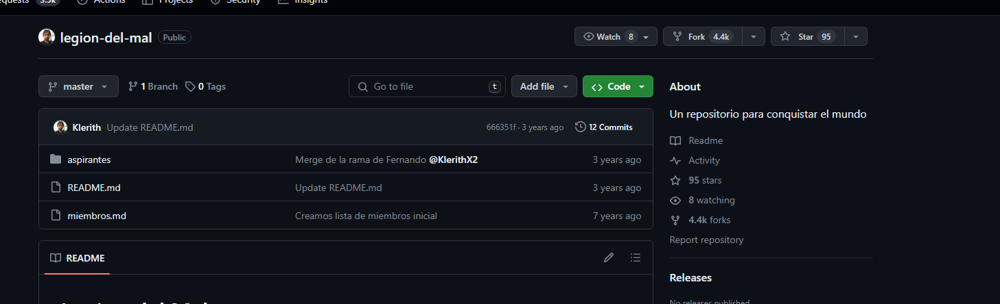 3.5k Actions Projects Security Insights
legion-del-mal Public Watch 8 Fork 4.4k Star 95
master 1 Branch 0 Tags Go to file t Add file Code
Klerith Update README.md 666351f · 3 years ago 12 Commits
aspirantes Merge de la rama de Fernando @KlerithX2 3 years ago
README.md Update README.md 3 years ago
miembros.md Creamos lista de miembros inicial 7 years ago
README
About
Un repositorio para conquistar el mundo
Readme
Activity
95 stars
8 watching
4.4k forks
Report repository
Releases
No releases published